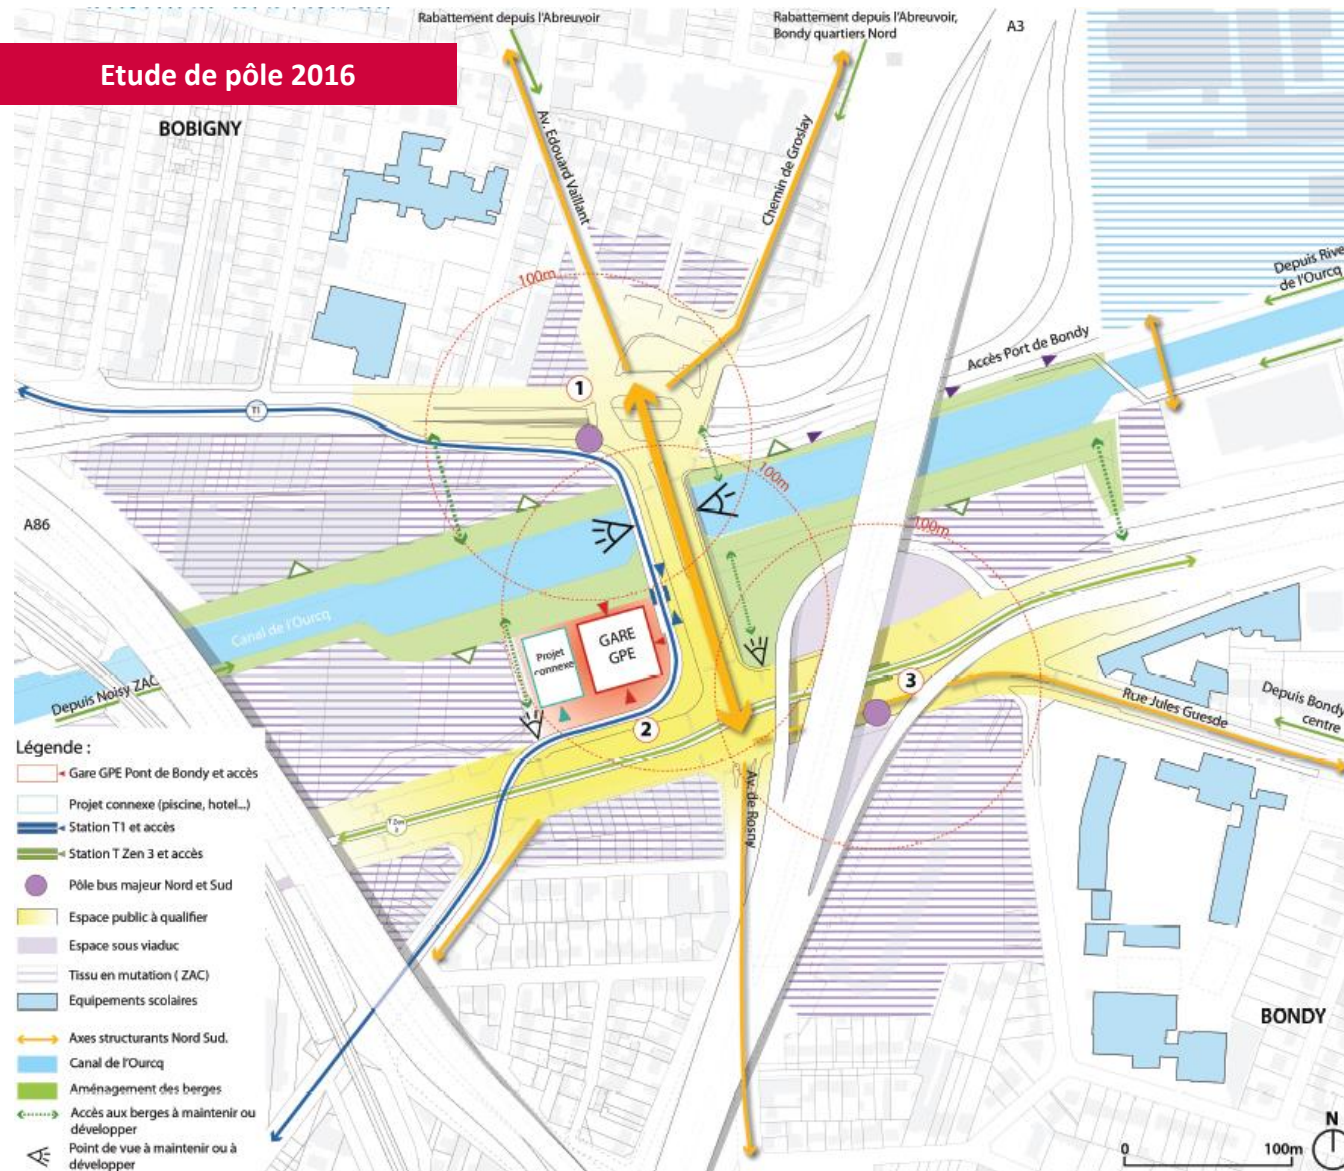 Rabattement depuis l'Abreuvoir
Rabattement depuis l'Abreuvoir,
Bondy quartiers Nord
A3
Etude de pôle 2016
BOBIGNY
Av. Edouard Vaillant
Chemin de Groslay
100m
Depuis Rive
de l'Ourcq
Accès Port de Bondy
1
T1
100m
100m
A86
Canal de l'Ourcq
GARE
GPE
Projet
connexe
Depuis Noisy ZAC
3
2
Rue Jules Guesde
Depuis Bondy
centre
Av. de Rosny
T Zen
3
Légende :
Gare GPE Pont de Bondy et accès
Projet connexe (piscine, hotel...)
Station T1 et accès
Station T Zen 3 et accès
Pôle bus majeur Nord et Sud
Espace public à qualifier
Espace sous viaduc
Tissu en mutation ( ZAC)
Equipements scolaires
Axes structurants Nord Sud.
Canal de l'Ourcq
Aménagement des berges
Accès aux berges à maintenir ou
développer
Point de vue à maintenir ou à
développer
BONDY
N
0
100m